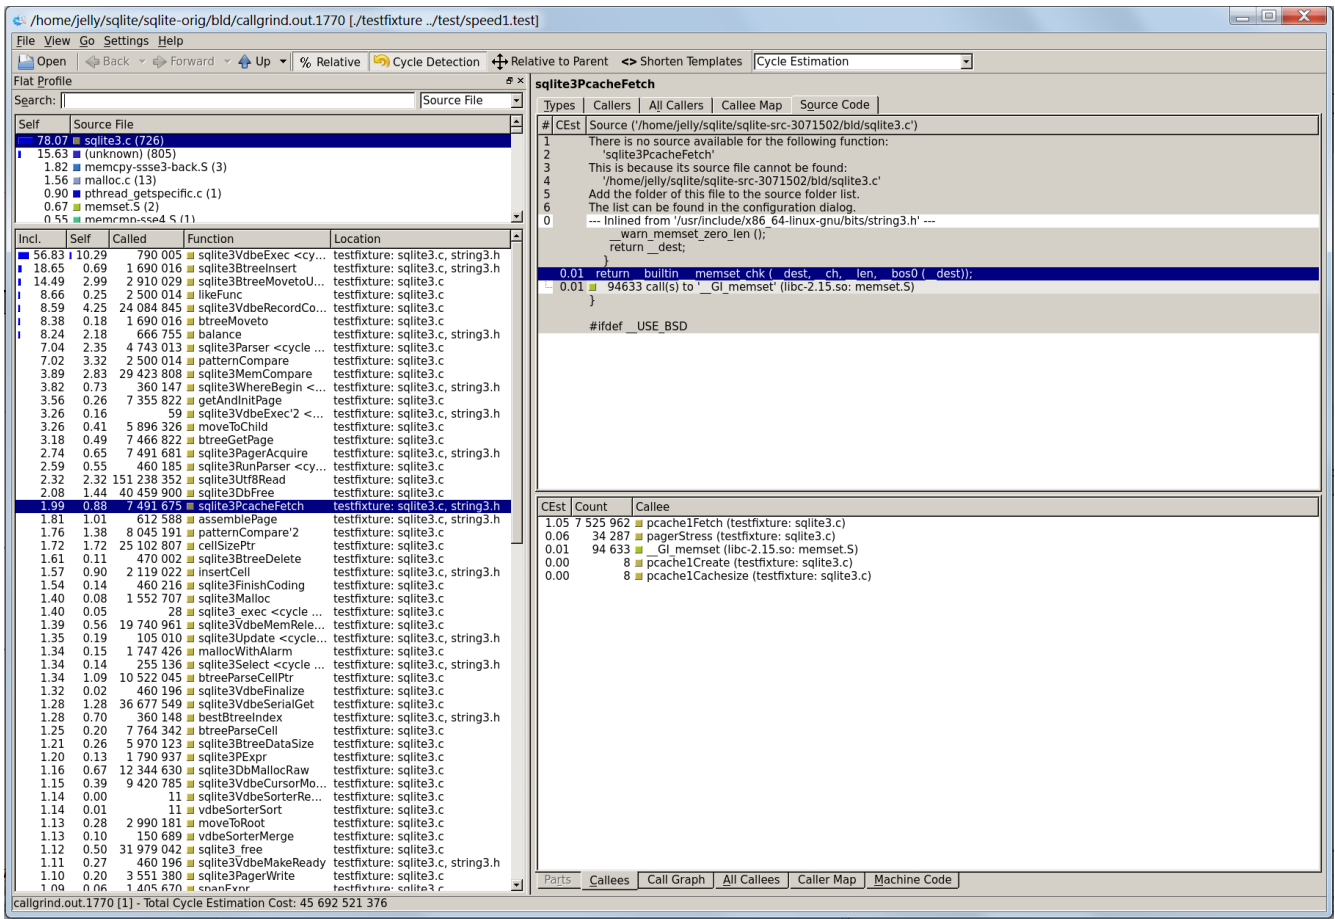 /home/jelly/sqlite/sqlite-orig/bld/callgrind.out.1770 [./testfixture ../test/speed1.test]
File View Go Settings Help
Open Back Forward Up % Relative Cycle Detection Relative to Parent <> Shorten Templates Cycle Estimation
Flat Profile
Search: Source File
Self Source File
78.07 sqlite3.c (726)
15.63 (unknown) (805)
1.82 memcpy-ssse3-back.S (3)
1.56 malloc.c (13)
0.90 pthread_getspecific.c (1)
0.67 memset.S (2)
0.55 memcmp-sse4.S (1)
Incl. Self Called Function Location
56.83 10.29 790 005 sqlite3VdbeExec <cy... testfixture: sqlite3.c, string3.h
18.65 0.69 1 690 016 sqlite3BtreeInsert testfixture: sqlite3.c, string3.h
14.49 2.99 2 910 029 sqlite3BtreeMovetoU... testfixture: sqlite3.c, string3.h
8.66 0.25 2 500 014 likeFunc testfixture: sqlite3.c
8.59 4.25 24 084 845 sqlite3VdbeRecordCo... testfixture: sqlite3.c
8.38 0.18 1 690 016 btreeMoveto testfixture: sqlite3.c
8.24 2.18 666 755 balance testfixture: sqlite3.c, string3.h
7.04 2.35 4 743 013 sqlite3Parser <cycle ... testfixture: sqlite3.c
7.02 3.32 2 500 014 patternCompare testfixture: sqlite3.c
3.89 2.83 29 423 808 sqlite3MemCompare testfixture: sqlite3.c
3.82 0.73 360 147 sqlite3WhereBegin <... testfixture: sqlite3.c, string3.h
3.56 0.26 7 355 822 getAndInitPage testfixture: sqlite3.c
3.26 0.16 59 sqlite3VdbeExec'2 <... testfixture: sqlite3.c, string3.h
3.26 0.41 5 896 326 moveToChild testfixture: sqlite3.c
3.18 0.49 7 466 822 btreeGetPage testfixture: sqlite3.c
2.74 0.65 7 491 681 sqlite3PagerAcquire testfixture: sqlite3.c, string3.h
2.59 0.55 460 185 sqlite3RunParser <cy... testfixture: sqlite3.c
2.32 2.32 151 238 352 sqlite3Utf8Read testfixture: sqlite3.c
2.08 1.44 40 459 900 sqlite3DbFree testfixture: sqlite3.c
1.99 0.88 7 491 675 sqlite3PcacheFetch testfixture: sqlite3.c, string3.h
1.81 1.01 612 588 assemblePage testfixture: sqlite3.c, string3.h
1.76 1.38 8 045 191 patternCompare'2 testfixture: sqlite3.c
1.72 1.72 25 102 807 cellSizePtr testfixture: sqlite3.c
1.61 0.11 470 002 sqlite3BtreeDelete testfixture: sqlite3.c
1.57 0.90 2 119 022 insertCell testfixture: sqlite3.c, string3.h
1.54 0.14 460 216 sqlite3FinishCoding testfixture: sqlite3.c
1.40 0.08 1 552 707 sqlite3Malloc testfixture: sqlite3.c
1.40 0.05 28 sqlite3_exec <cycle ... testfixture: sqlite3.c
1.39 0.56 19 740 961 sqlite3VdbeMemRele... testfixture: sqlite3.c
1.35 0.19 105 010 sqlite3Update <cycle... testfixture: sqlite3.c, string3.h
1.34 0.15 1 747 426 mallocWithAlarm testfixture: sqlite3.c
1.34 0.14 255 136 sqlite3Select <cycle ... testfixture: sqlite3.c, string3.h
1.34 1.09 10 522 045 btreeParseCellPtr testfixture: sqlite3.c
1.32 0.02 460 196 sqlite3VdbeFinalize testfixture: sqlite3.c
1.28 1.28 36 677 549 sqlite3VdbeSerialGet testfixture: sqlite3.c
1.28 0.70 360 148 bestBtreeIndex testfixture: sqlite3.c, string3.h
1.25 0.20 7 764 342 btreeParseCell testfixture: sqlite3.c
1.21 0.26 5 970 123 sqlite3BtreeDataSize testfixture: sqlite3.c
1.20 0.13 1 790 937 sqlite3PExpr testfixture: sqlite3.c
1.16 0.67 12 344 630 sqlite3DbMallocRaw testfixture: sqlite3.c
1.15 0.39 9 420 785 sqlite3VdbeCursorMo... testfixture: sqlite3.c
1.14 0.00 11 sqlite3VdbeSorterRe... testfixture: sqlite3.c
1.14 0.01 11 vdbeSorterSort testfixture: sqlite3.c
1.13 0.28 2 990 181 moveToRoot testfixture: sqlite3.c
1.13 0.10 150 689 vdbeSorterMerge testfixture: sqlite3.c
1.12 0.50 31 979 042 sqlite3_free testfixture: sqlite3.c
1.11 0.27 460 196 sqlite3VdbeMakeReady testfixture: sqlite3.c, string3.h
1.10 0.20 3 551 380 sqlite3PagerWrite testfixture: sqlite3.c
1.09 0.06 1 405 670 spanExpr testfixture: sqlite3.c
sqlite3PcacheFetch
Types Callers All Callers Callee Map Source Code
# CEst Source ('/home/jelly/sqlite/sqlite-src-3071502/bld/sqlite3.c')
1 There is no source available for the following function:
2 'sqlite3PcacheFetch'
3 This is because its source file cannot be found:
4 '/home/jelly/sqlite/sqlite-src-3071502/bld/sqlite3.c'
5 Add the folder of this file to the source folder list.
6 The list can be found in the configuration dialog.
0 --- Inlined from '/usr/include/x86_64-linux-gnu/bits/string3.h' ---
__warn_memset_zero_len ();
return __dest;
}
0.01 return __builtin___memset_chk (__dest, __ch, __len, __bos0 (__dest));
0.01 94633 call(s) to '__GI_memset' (libc-2.15.so: memset.S)
}
#ifdef __USE_BSD
CEst Count Callee
1.05 7 525 962 pcache1Fetch (testfixture: sqlite3.c)
0.06 34 287 pagerStress (testfixture: sqlite3.c)
0.01 94 633 __GI_memset (libc-2.15.so: memset.S)
0.00 8 pcache1Create (testfixture: sqlite3.c)
0.00 8 pcache1Cachesize (testfixture: sqlite3.c)
Parts Callees Call Graph All Callees Caller Map Machine Code
callgrind.out.1770 [1] - Total Cycle Estimation Cost: 45 692 521 376